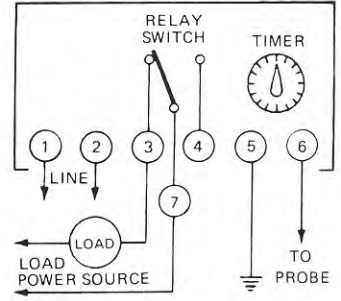 RELAY
SWITCH
TIMER
1 2 3 4 5 6
LINE
7
LOAD
LOAD
POWER SOURCE
TO
PROBE